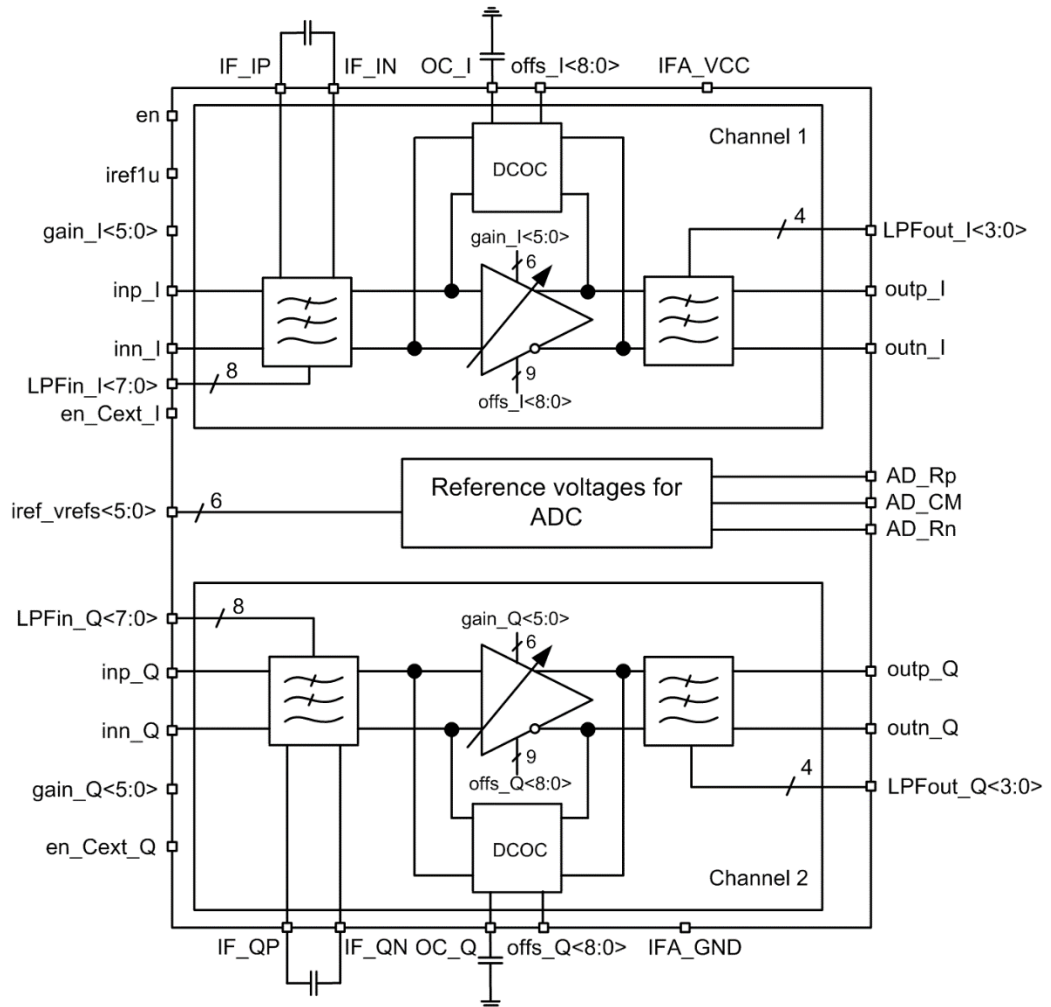 IF_IP
IF_IN
OC_I
offs_I<8:0>
IFA_VCC
en
Channel 1
iref1u
DCOC
gain_I<5:0>
4
LPFout_I<3:0>
gain_I<5:0>
6
inp_I
outp_I
inn_I
outn_I
LPFin_I<7:0>
8
9
offs_I<8:0>
en_Cext_I
Reference voltages for
ADC
AD_Rp
AD_CM
AD_Rn
iref_vrefs<5:0>
6
LPFin_Q<7:0>
8
gain_Q<5:0>
6
inp_Q
outp_Q
inn_Q
outn_Q
9
offs_Q<8:0>
gain_Q<5:0>
4
LPFout_Q<3:0>
en_Cext_Q
DCOC
Channel 2
IF_QP
IF_QN
OC_Q
offs_Q<8:0>
IFA_GND